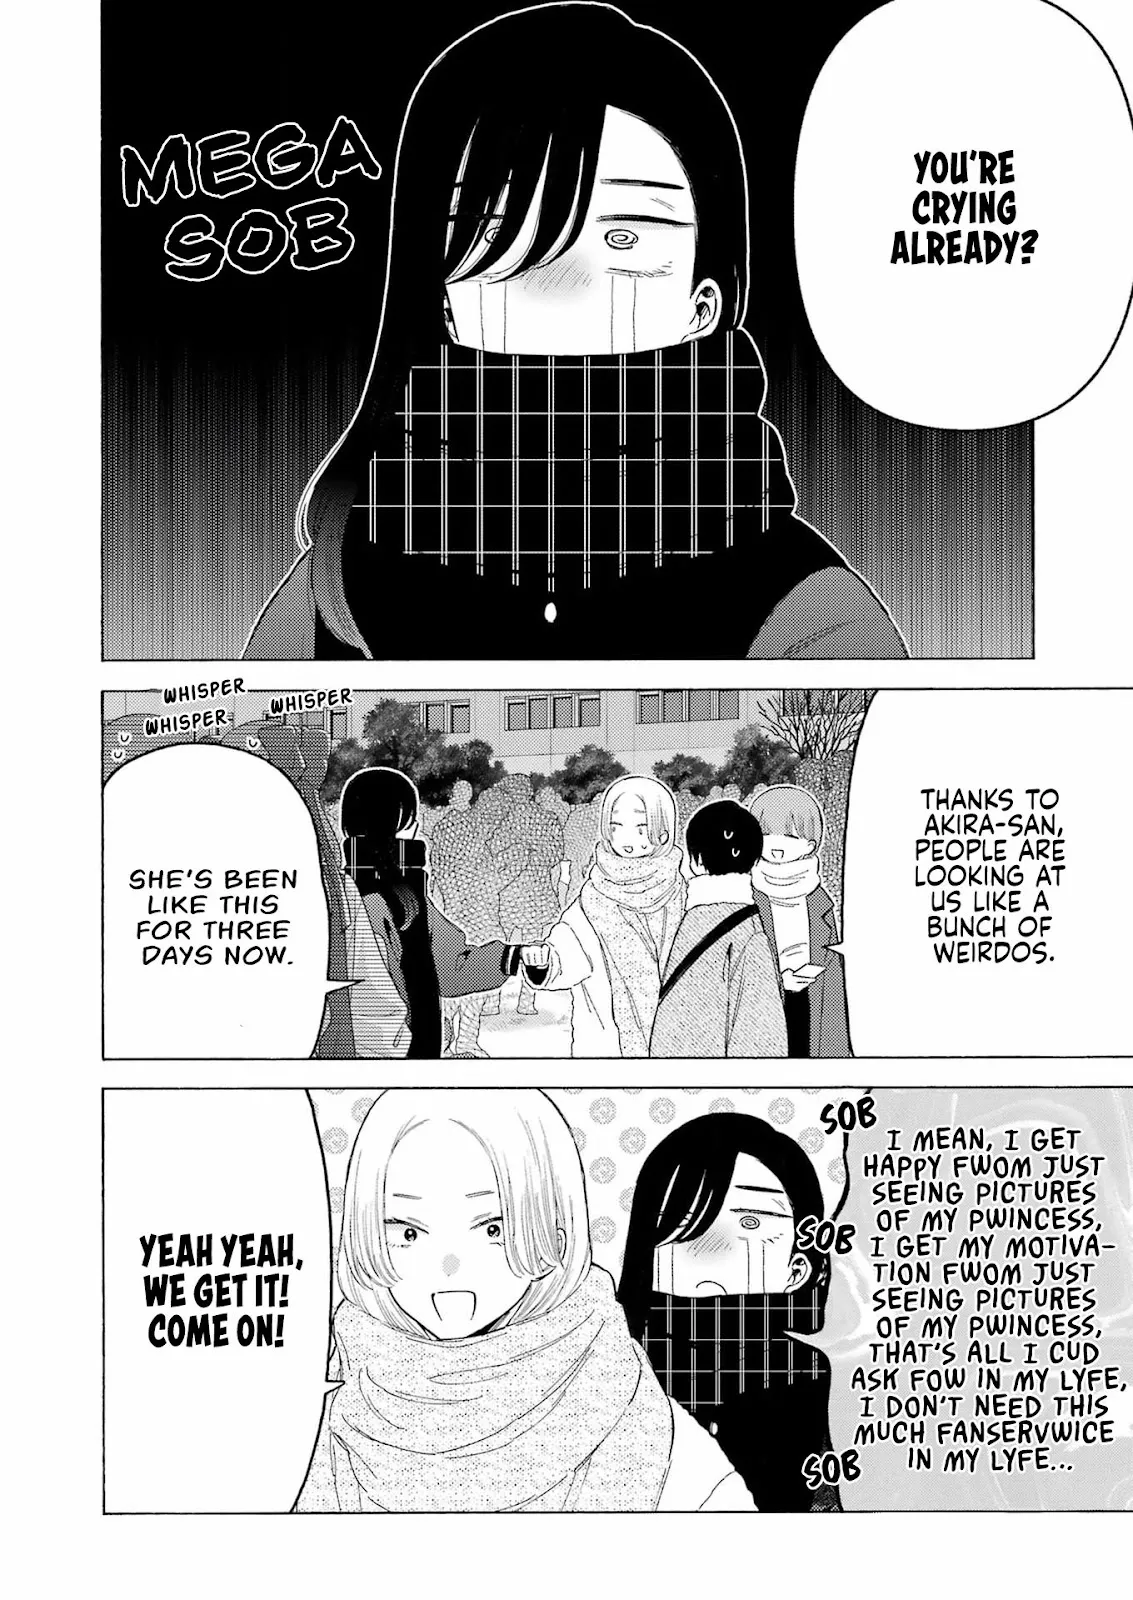 YOU'RE
CRYING
ALREADY?
MEGA
SOB
THANKS TO
AKIRA-SAN,
PEOPLE ARE
LOOKING AT
US LIKE A
BUNCH OF
WEIRDOS.
WHISPER
WHISPER
WHISPER
SHE'S BEEN
LIKE THIS
FOR THREE
DAYS NOW.
SOB
I MEAN, I GET
HAPPY FWOM JUST
SEEING PICTURES
OF MY PWINCESS,
I GET MY MOTIVA-
TION FWOM JUST
SEEING PICTURES
OF MY PWINCESS,
THAT'S ALL I CUD
ASK FOW IN MY LYFE,
I DON'T NEED THIS
MUCH FANSERVWICE
IN MY LYFE...
SOB
SOB
YEAH YEAH,
WE GET IT!
COME ON!